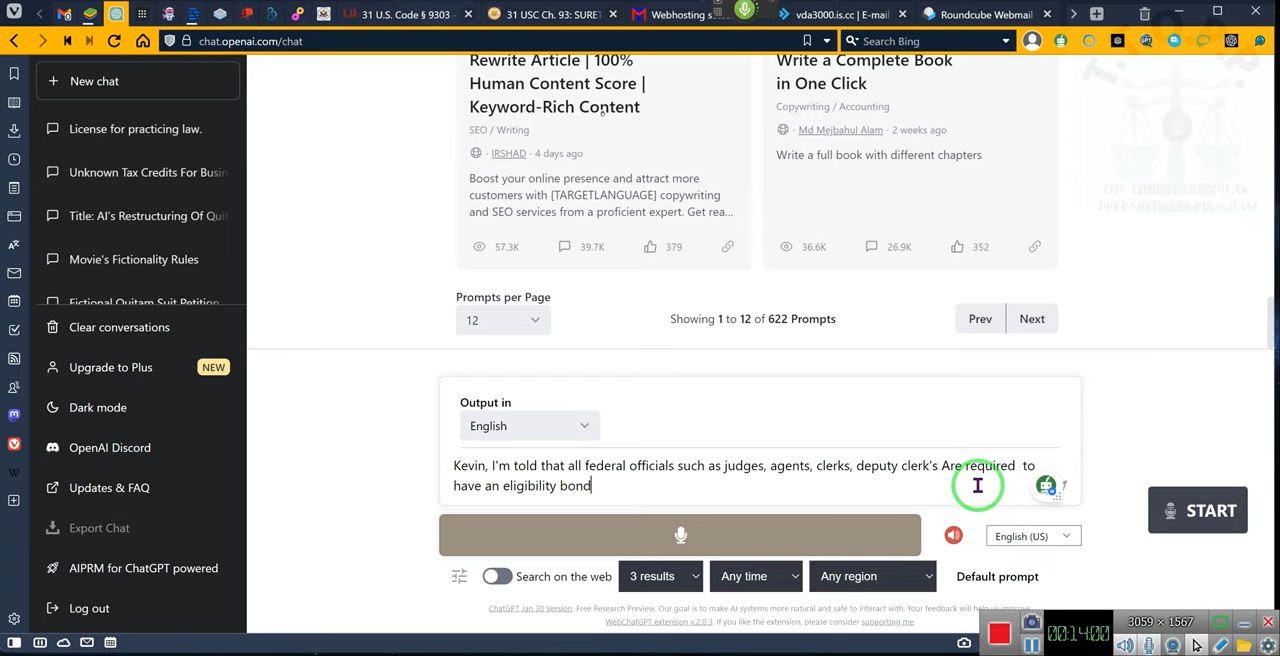 31 U.S. Code § 9303 -
31 USC Ch. 93: SURET
Webhosting s
vda3000.is.cc | E-mail
Roundcube Webmail
chat.openai.com/chat
Search Bing
New chat
License for practicing law.
Unknown Tax Credits For Busin
Title: AI's Restructuring Of Quit
Movie's Fictionality Rules
Fictional Quitam Suit Petition
Clear conversations
Upgrade to Plus
NEW
Dark mode
OpenAI Discord
Updates & FAQ
Export Chat
AIPRM for ChatGPT powered
Log out
Rewrite Article | 100%
Human Content Score |
Keyword-Rich Content
SEO / Writing
· IRSHAD · 4 days ago
Boost your online presence and attract more
customers with [TARGETLANGUAGE] copywriting
and SEO services from a proficient expert. Get rea...
57.3K
39.7K
379
Write a Complete Book
in One Click
Copywriting / Accounting
· Md Mejbahul Alam · 2 weeks ago
Write a full book with different chapters
36.6K
26.9K
352
PREPAREDNESS PROGRAM
Prompts per Page
12
Showing 1 to 12 of 622 Prompts
Prev
Next
Output in
English
Kevin, I'm told that all federal officials such as judges, agents, clerks, deputy clerk's Are required to
have an eligibility bond
START
English (US)
Search on the web
3 results
Any time
Any region
Default prompt
ChatGPT Jan 30 Version. Free Research Preview. Our goal is to make AI systems more natural and safe to interact with. Your feedback will help us improve.
WebChatGPT extension v.2.0.3. If you like the extension, please consider supporting me.
00:14:00
3059 x 1567